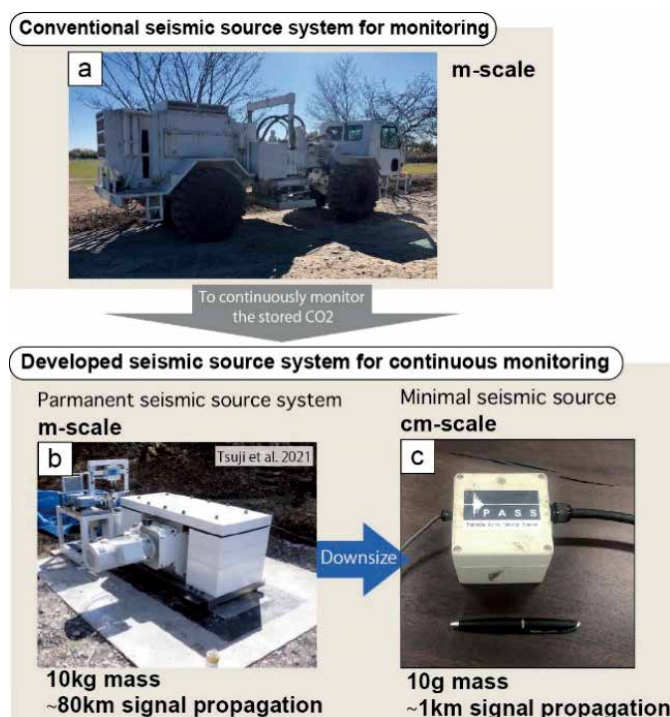 Conventional seismic source system for monitoring
a
m-scale
To continuously monitor
the stored CO2
Developed seismic source system for continuous monitoring
Parmanent seismic source system
m-scale
b
Tsuji et al. 2021
Downsize
10kg mass
~80km signal propagation
Minimal seismic source
cm-scale
c
PASS
10g mass
~1km signal propagation